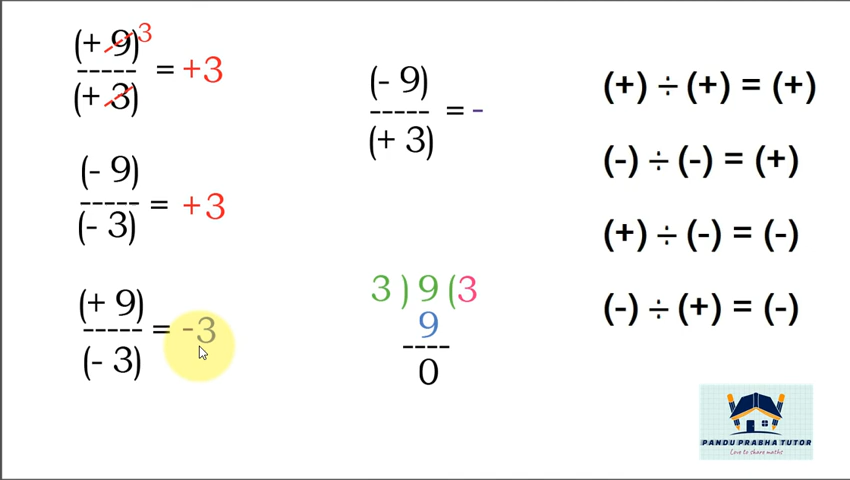 (+ 9) 3
----- = +3
(+ 3)
(- 9)
----- = +3
(- 3)
(+ 9)
----- = -3
(- 3)
(- 9)
----- = -
(+ 3)
3 ) 9 ( 3
9
----
0
(+) ÷ (+) = (+)
(-) ÷ (-) = (+)
(+) ÷ (-) = (-)
(-) ÷ (+) = (-)
PANDU PRABHA TUTOR
Love to share maths